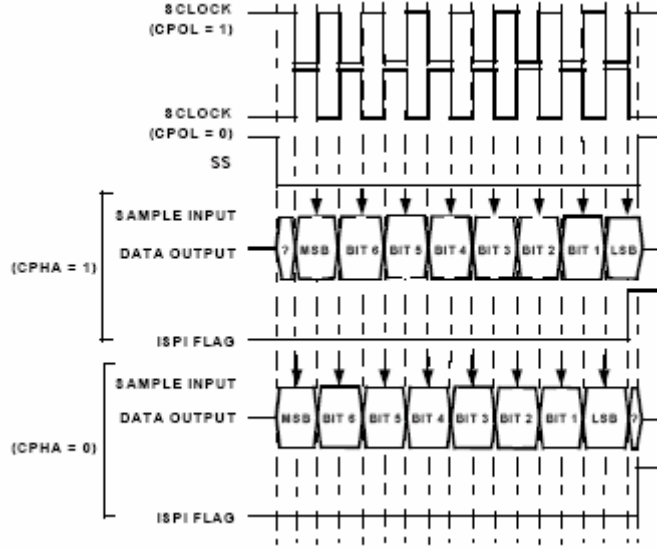 SCLOCK
(CPOL = 1)
SCLOCK
(CPOL = 0)
SS
SAMPLE INPUT
? MSB BIT 6 BIT 5 BIT 4 BIT 3 BIT 2 BIT 1 LSB
DATA OUTPUT
(CPHA = 1)
ISPI FLAG
SAMPLE INPUT
DATA OUTPUT
MSB BIT 6 BIT 5 BIT 4 BIT 3 BIT 2 BIT 1 LSB ?
(CPHA = 0)
ISPI FLAG